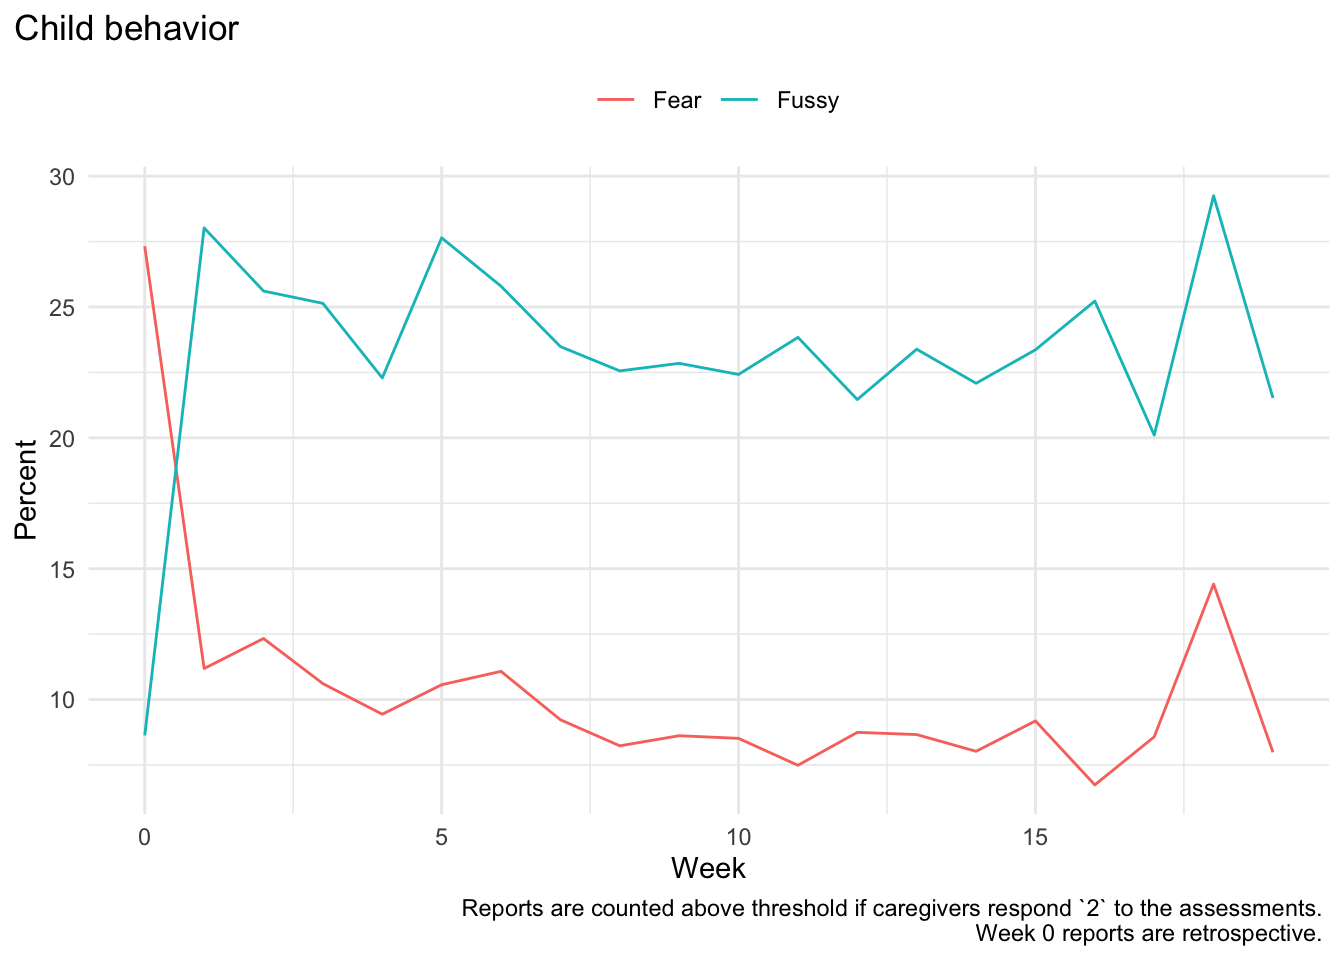 Child behavior
Fear Fussy
30
25
20
15
10
Percent
0 5 10 15
Week
Reports are counted above threshold if caregivers respond `2` to the assessments.
Week 0 reports are retrospective.